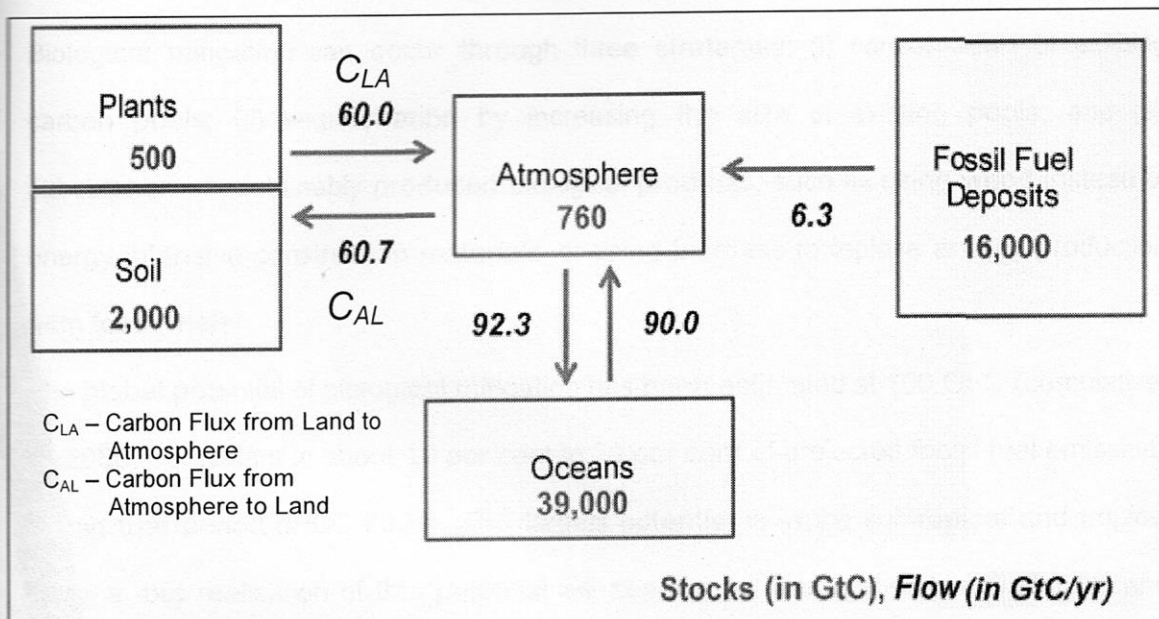 Plants
500
Soil
2,000
C_LA
60.0
60.7
C_AL
Atmosphere
760
6.3
Fossil Fuel
Deposits
16,000
92.3
90.0
Oceans
39,000
C_LA – Carbon Flux from Land to
Atmosphere
C_AL – Carbon Flux from
Atmosphere to Land
Stocks (in GtC), Flow (in GtC/yr)